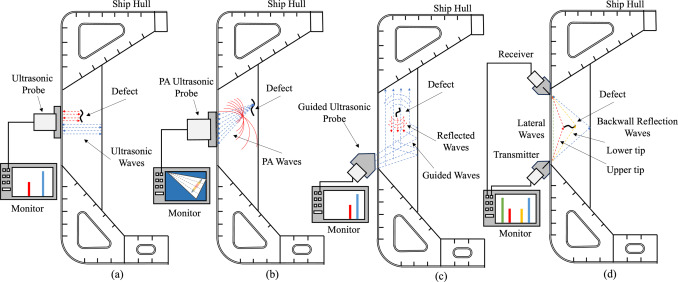 Ship Hull
Ultrasonic
Probe
Defect
Ultrasonic
Waves
Monitor
(a)
Ship Hull
PA Ultrasonic
Probe
Defect
PA Waves
Monitor
(b)
Ship Hull
Guided Ultrasonic
Probe
Defect
Reflected
Waves
Guided Waves
Monitor
(c)
Ship Hull
Receiver
Defect
Lateral
Waves
Backwall Reflection
Waves
Transmitter
Lower tip
Upper tip
Monitor
(d)